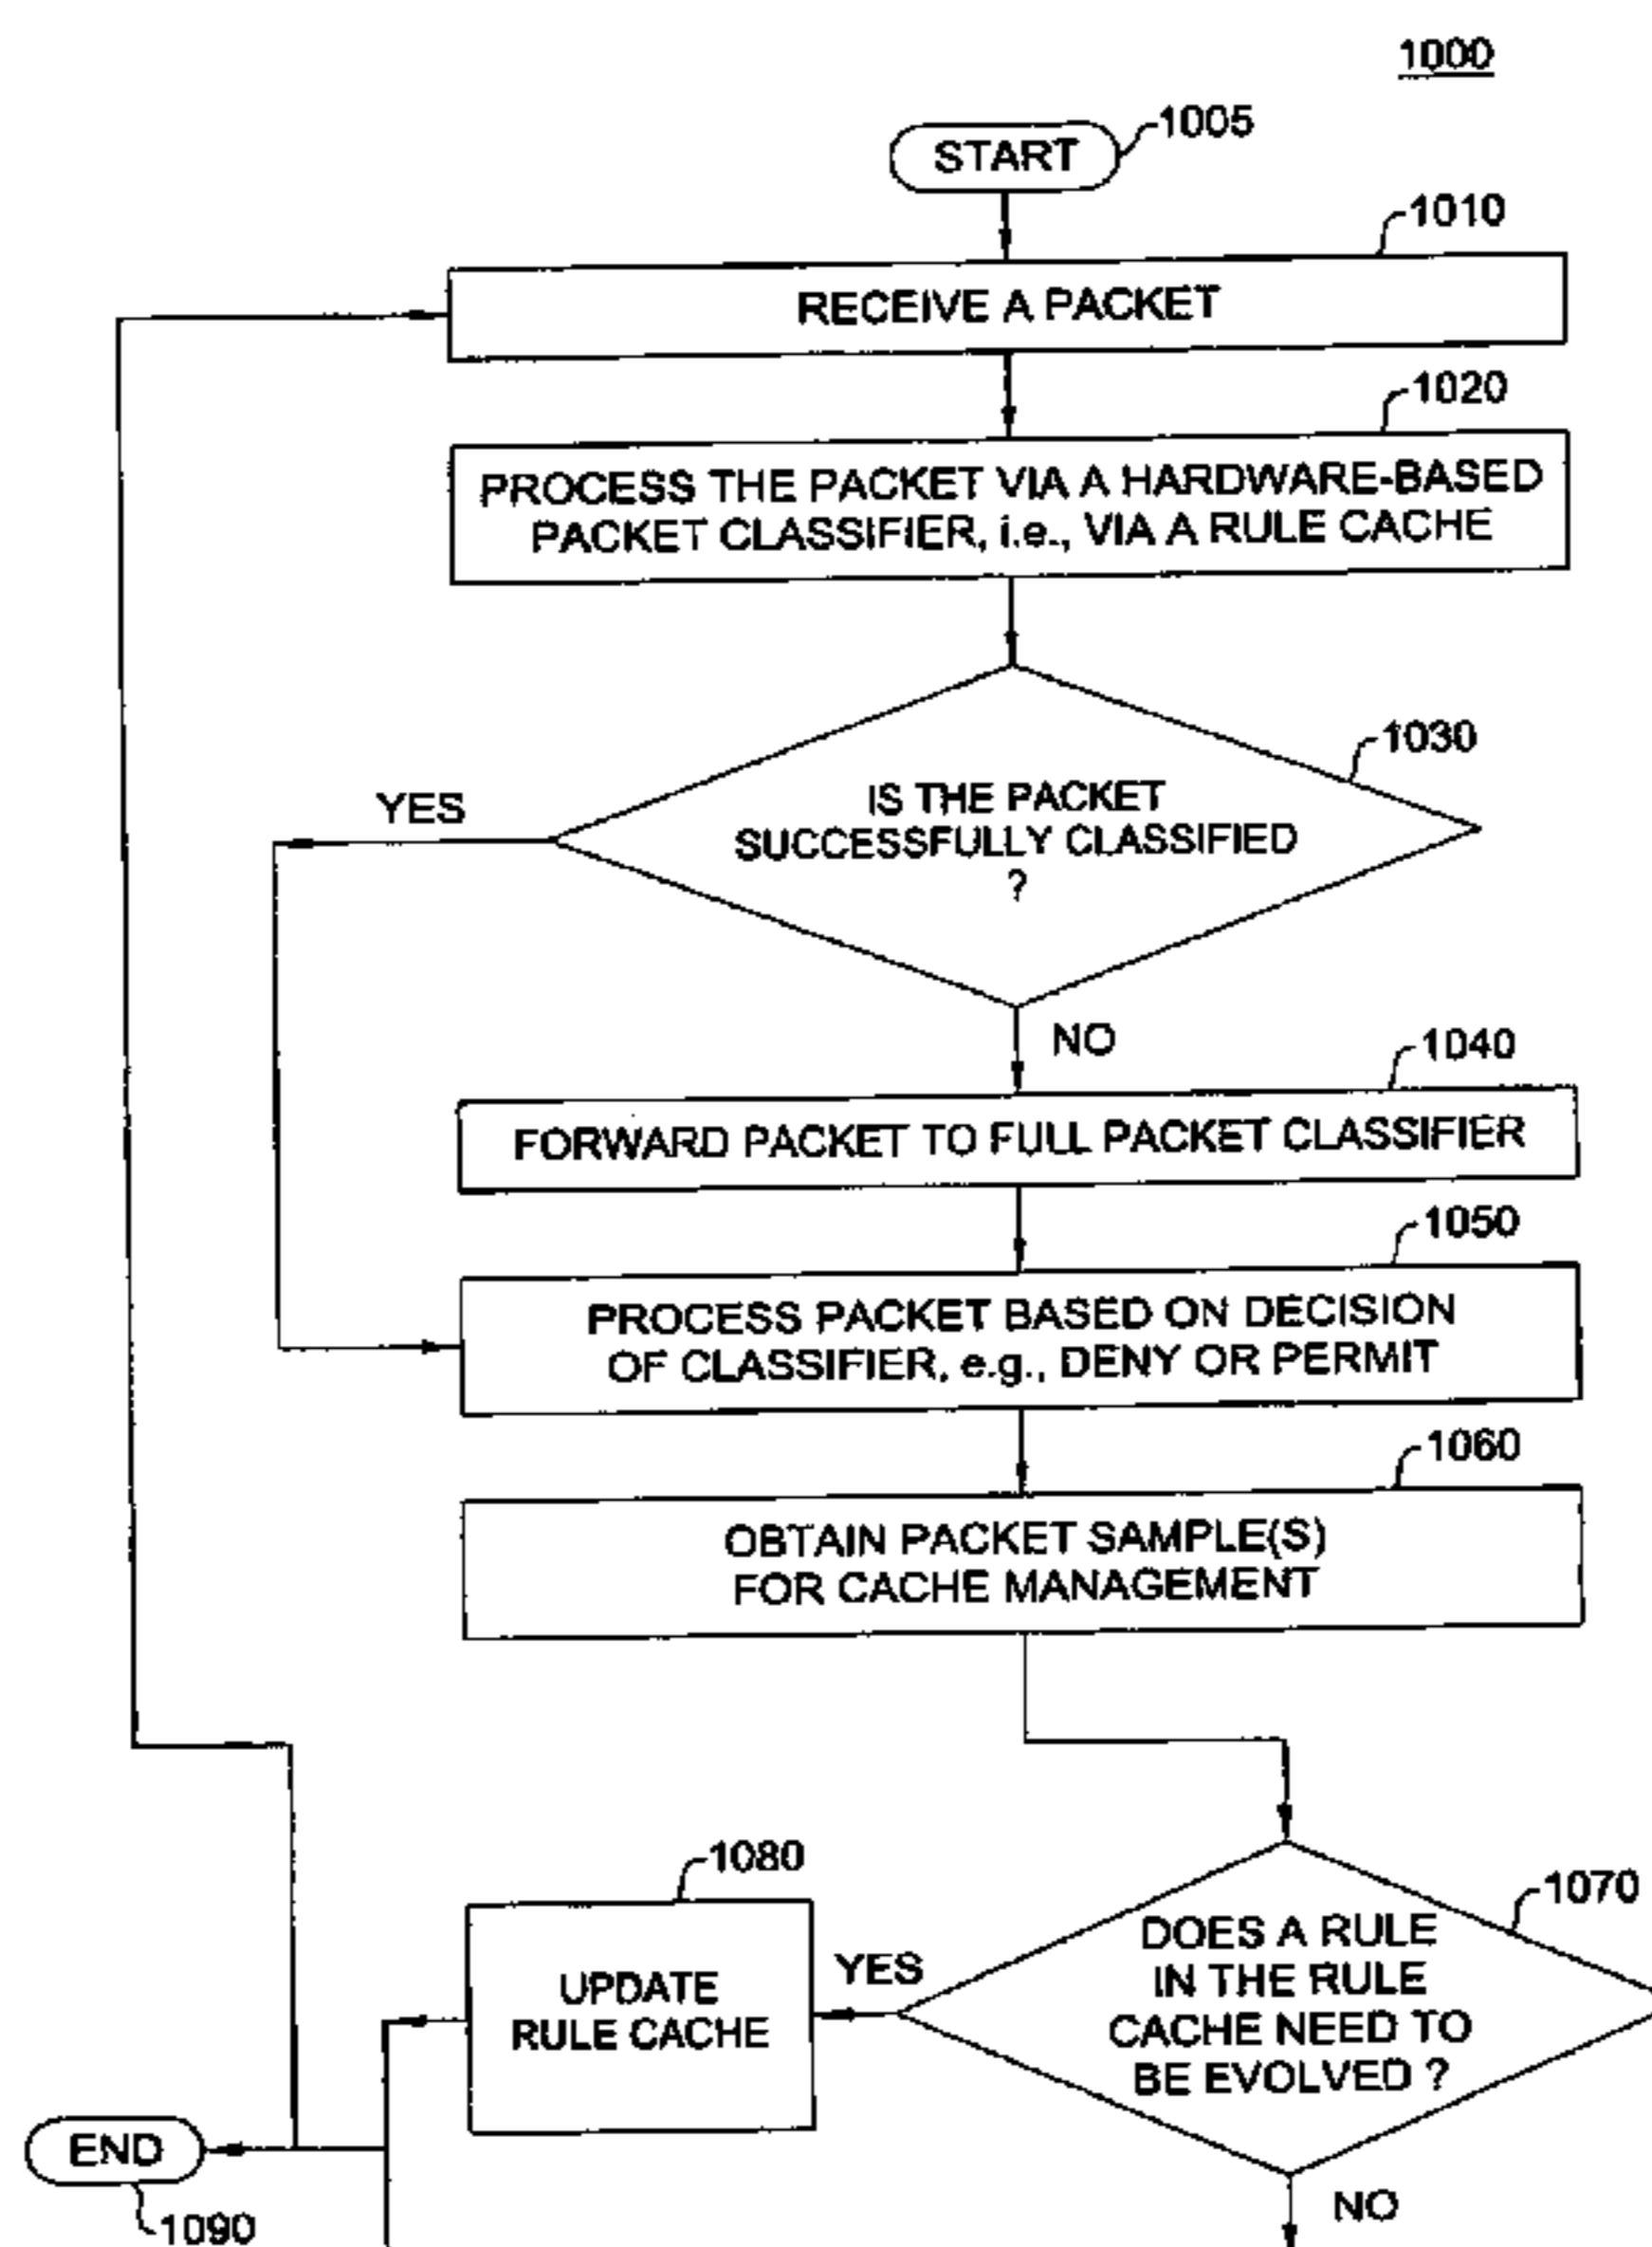 1000
START
1005
1010
RECEIVE A PACKET
1020
PROCESS THE PACKET VIA A HARDWARE-BASED
PACKET CLASSIFIER, i.e., VIA A RULE CACHE
1030
YES
IS THE PACKET
SUCCESSFULLY CLASSIFIED
?
NO
1040
FORWARD PACKET TO FULL PACKET CLASSIFIER
1050
PROCESS PACKET BASED ON DECISION
OF CLASSIFIER, e.g., DENY OR PERMIT
1060
OBTAIN PACKET SAMPLE(S)
FOR CACHE MANAGEMENT
1080
1070
UPDATE
RULE CACHE
YES
DOES A RULE
IN THE RULE
CACHE NEED TO
BE EVOLVED ?
END
1090
NO